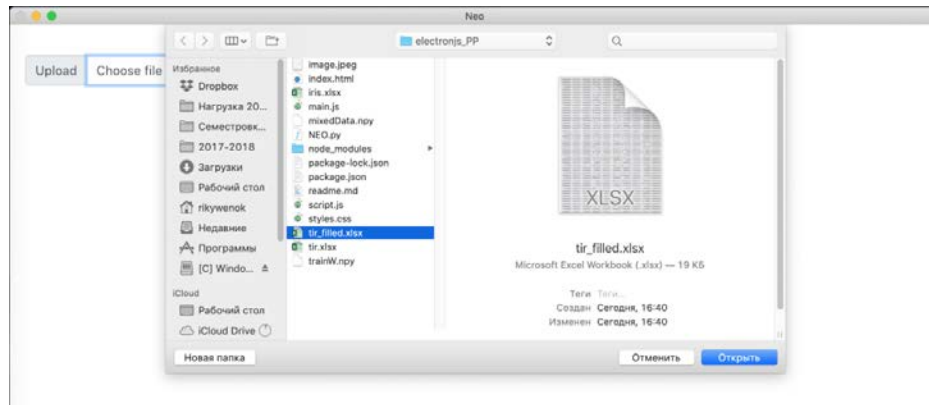 Neo
electronjs_PP
Upload
Choose file
Избранное
Dropbox
Нагрузка 20...
Семестровк...
2017-2018
Загрузки
Рабочий стол
rikywenok
Недавние
Программы
[C] Windo...
iCloud
Рабочий стол
iCloud Drive
image.jpeg
index.html
iris.xlsx
main.js
mixedData.npy
NEO.py
node_modules
package-lock.json
package.json
readme.md
script.js
styles.css
tir_filled.xlsx
tir.xlsx
trainW.npy
XLSX
tir_filled.xlsx
Microsoft Excel Workbook (.xlsx) — 19 КБ
Теги Теги...
Создан Сегодня, 16:40
Изменен Сегодня, 16:40
Новая папка
Отменить
Открыть